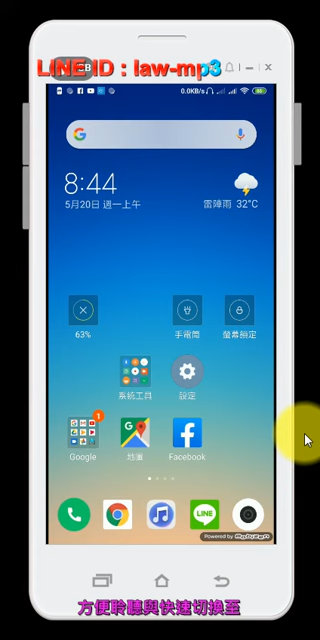 LINE ID : law-mp3
0.0KB/s
8:44
5月20日 週一上午
雷陣雨 32°C
63%
手電筒
螢幕鎖定
系統工具
設定
1
Google
地圖
Facebook
LINE
Powered by
方便聆聽與快速切換至